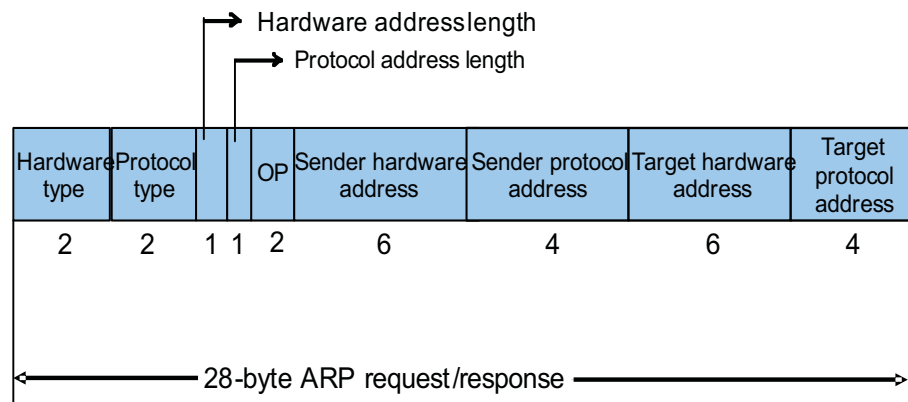 Hardware addresslength
Protocol address length
Hardware
type
Protocol
type
OP
Sender hardware
address
Sender protocol
address
Target hardware
address
Target
protocol
address
2
2
1
1
2
6
4
6
4
28-byte ARP request/response